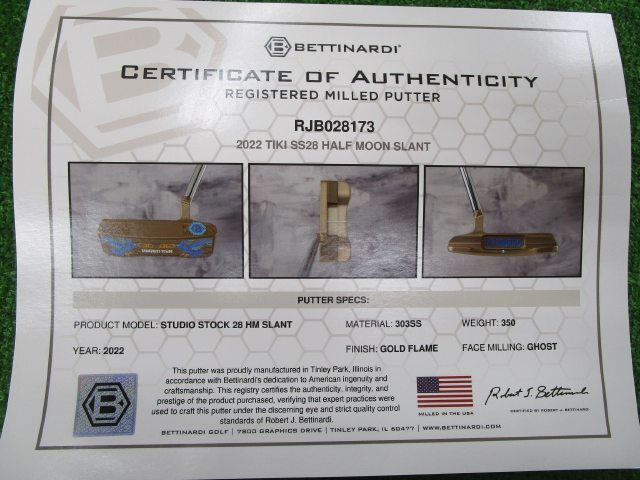 BETTINARDI®
CERTIFICATE OF AUTHENTICITY
REGISTERED MILLED PUTTER
RJB028173
2022 TIKI SS28 HALF MOON SLANT
PUTTER SPECS:
PRODUCT MODEL: STUDIO STOCK 28 HM SLANT
MATERIAL: 303SS
WEIGHT: 350
YEAR: 2022
FINISH: GOLD FLAME
FACE MILLING: GHOST
This putter was proudly manufactured in Tinley Park, Illinois in
accordance with Bettinardi's dedication to American ingenuity and
craftsmanship. This registry certifies the authenticity, integrity, and
prestige of the product purchased, verifying that expert practices were
used to craft this putter under the discerning eye and strict quality control
standards of Robert J. Bettinardi.
MILLED IN THE USA
Robert J. Bettinardi
CERTIFIED BY ROBERT J. BETTINARDI
BETTINARDI GOLF | 7800 GRAPHICS DRIVE | TINLEY PARK, IL 60477 | WWW.BETTINARDI.COM